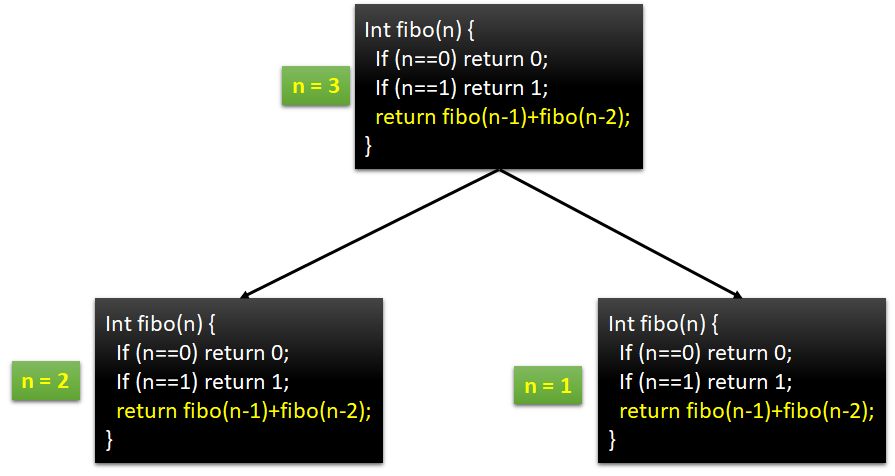 Int fibo(n) {
If (n==0) return 0;
If (n==1) return 1;
return fibo(n-1)+fibo(n-2);
}
n = 3
Int fibo(n) {
If (n==0) return 0;
If (n==1) return 1;
return fibo(n-1)+fibo(n-2);
}
n = 2
Int fibo(n) {
If (n==0) return 0;
If (n==1) return 1;
return fibo(n-1)+fibo(n-2);
}
n = 1